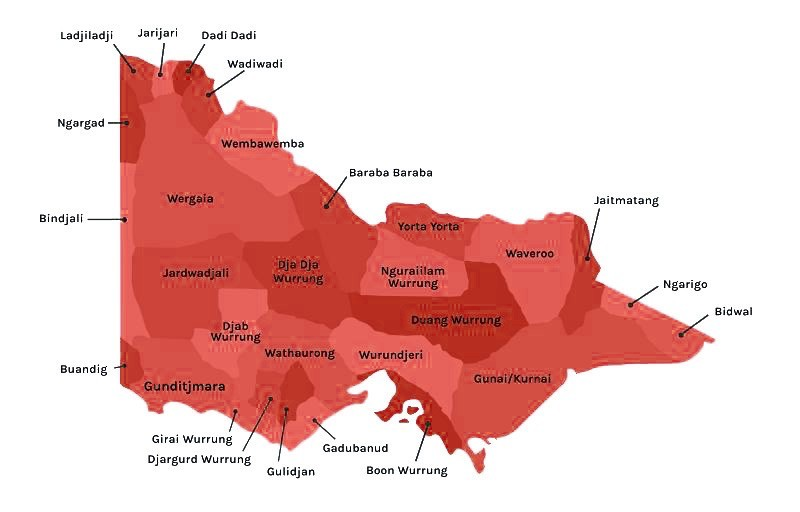 Ladjiladji
Jarijari
Dadi Dadi
Wadiwadi
Ngargad
Wembawemba
Baraba Baraba
Wergaia
Jaitmatang
Bindjali
Yorta Yorta
Waveroo
Jardwadjali
Dja Dja
Wurrung
Nguraiilam
Wurrung
Ngarigo
Bidwal
Duang Wurrung
Djab
Wurrung
Wathaurong
Wurundjeri
Buandig
Gunditjmara
Gunai/Kurnai
Girai Wurrung
Djargurd Wurrung
Gulidjan
Gadubanud
Boon Wurrung